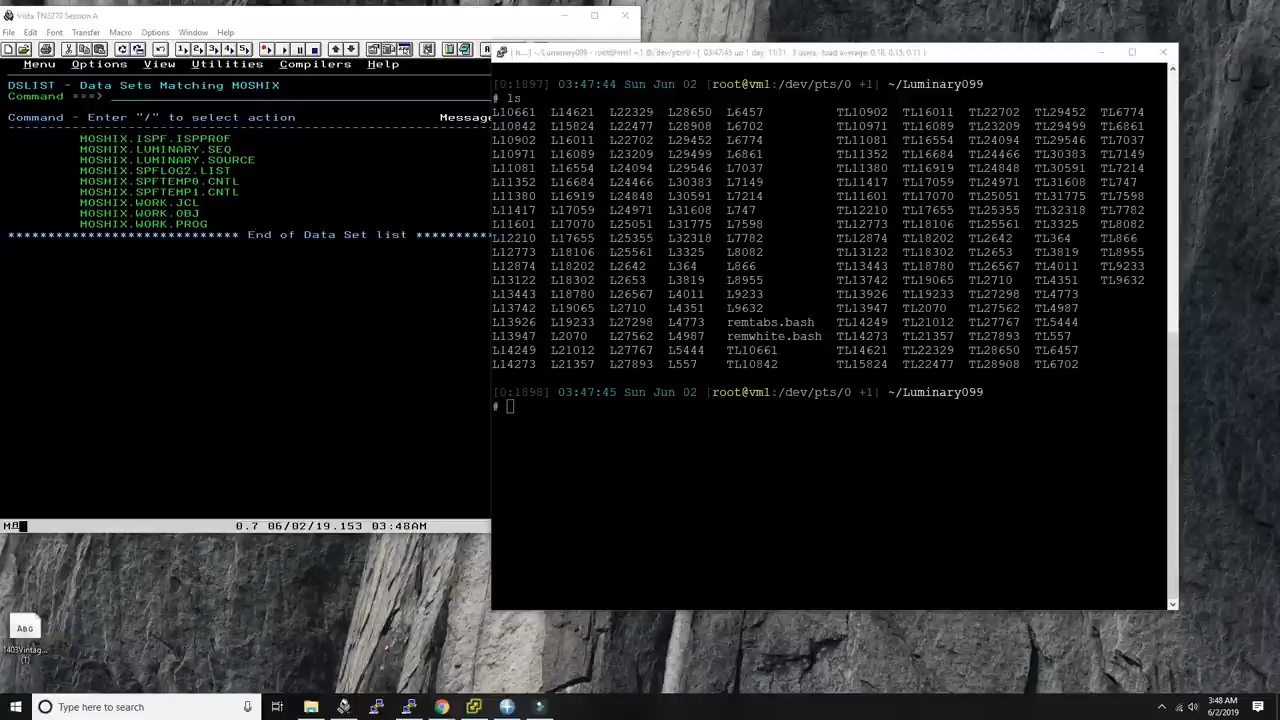 Vista TN3270 Session A
File Edit Font Transfer Macro Options Window Help
Menu Options View Utilities Compilers Help
DSLIST - Data Sets Matching MOSHIX
Command ===>
Command - Enter "/" to select action Message
MOSHIX.ISPF.ISPPROF
MOSHIX.LUMINARY.SEQ
MOSHIX.LUMINARY.SOURCE
MOSHIX.SPFLOG2.LIST
MOSHIX.SPFTEMP0.CNTL
MOSHIX.SPFTEMP1.CNTL
MOSHIX.WORK.JCL
MOSHIX.WORK.OBJ
MOSHIX.WORK.PROG
*************************** End of Data Set list **********
0.7 06/02/19.153 03:48AM
[0:1897] 03:47:44 Sun Jun 02 [root@vm1:/dev/pts/0 +1] ~/Luminary099
# ls
L10661 L14621 L22329 L28650 L6457 TL10902 TL16011 TL22702 TL29452 TL6774
L10842 L15824 L22477 L28908 L6702 TL10971 TL16089 TL23209 TL29499 TL6861
L10902 L16011 L22702 L29452 L6774 TL11081 TL16554 TL24094 TL29546 TL7037
L10971 L16089 L23209 L29499 L6861 TL11352 TL16684 TL24466 TL30383 TL7149
L11081 L16554 L24094 L29546 L7037 TL11380 TL16919 TL24848 TL30591 TL7214
L11352 L16684 L24466 L30383 L7149 TL11417 TL17059 TL24971 TL31608 TL747
L11380 L16919 L24848 L30591 L7214 TL11601 TL17070 TL25051 TL31775 TL7598
L11417 L17059 L24971 L31608 L747 TL12210 TL17655 TL25355 TL32318 TL7782
L11601 L17070 L25051 L31775 L7598 TL12773 TL18106 TL25561 TL3325 TL8082
L12210 L17655 L25355 L32318 L7782 TL12874 TL18202 TL2642 TL364 TL866
L12773 L18106 L25561 L3325 L8082 TL13122 TL18302 TL2653 TL3819 TL8955
L12874 L18202 L2642 L364 L866 TL13443 TL18780 TL26567 TL4011 TL9233
L13122 L18302 L2653 L3819 L8955 TL13742 TL19065 TL2710 TL4351 TL9632
L13443 L18780 L26567 L4011 L9233 TL13926 TL19233 TL27298 TL4773
L13742 L19065 L2710 L4351 L9632 TL13947 TL2070 TL27562 TL4987
L13926 L19233 L27298 L4773 remtabs.bash TL14249 TL21012 TL27767 TL5444
L13947 L2070 L27562 L4987 remwhite.bash TL14273 TL21357 TL27893 TL557
L14249 L21012 L27767 L5444 TL10661 TL14621 TL22329 TL28650 TL6457
L14273 L21357 L27893 L557 TL10842 TL15824 TL22477 TL28908 TL6702
[0:1898] 03:47:45 Sun Jun 02 [root@vm1:/dev/pts/0 +1] ~/Luminary099
#
ABG
1403Vintag...
(1)
Type here to search
3:48 AM
6/2/2019